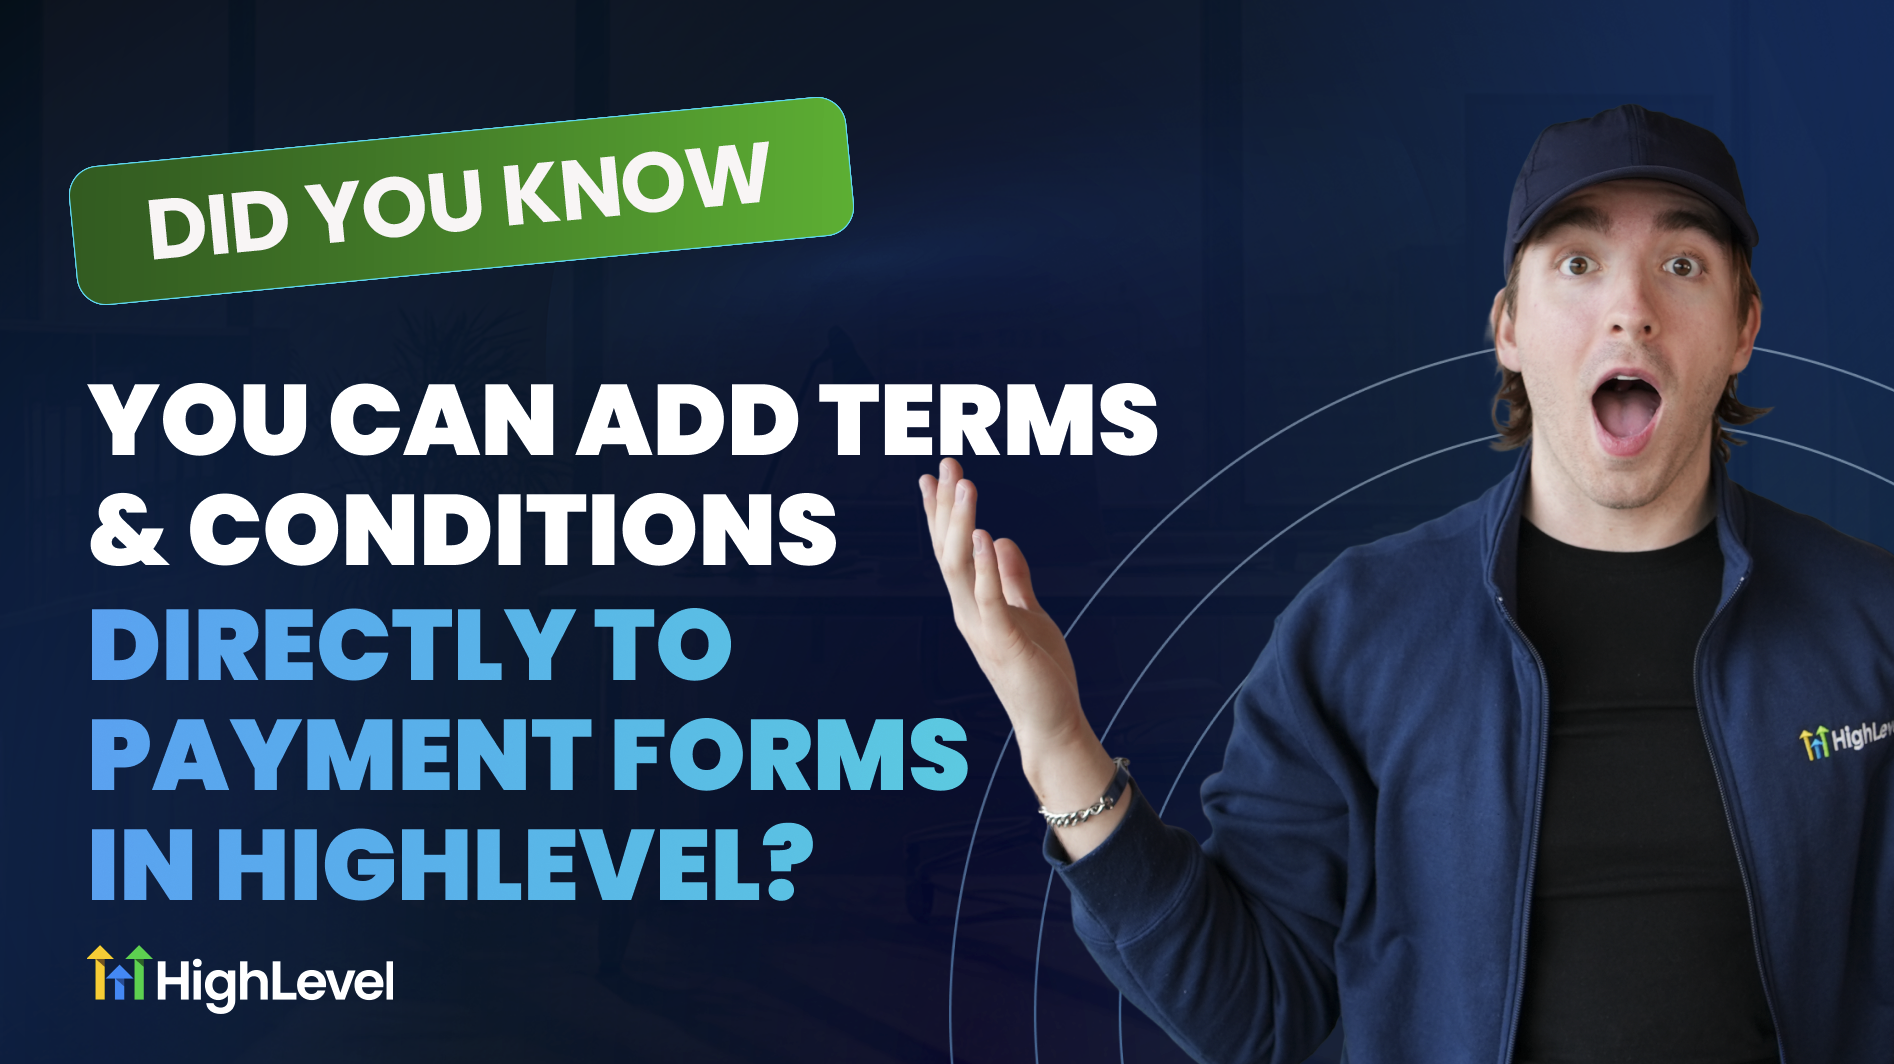 DID YOU KNOW
YOU CAN ADD TERMS
& CONDITIONS
DIRECTLY TO
PAYMENT FORMS
IN HIGHLEVEL?
HighLevel